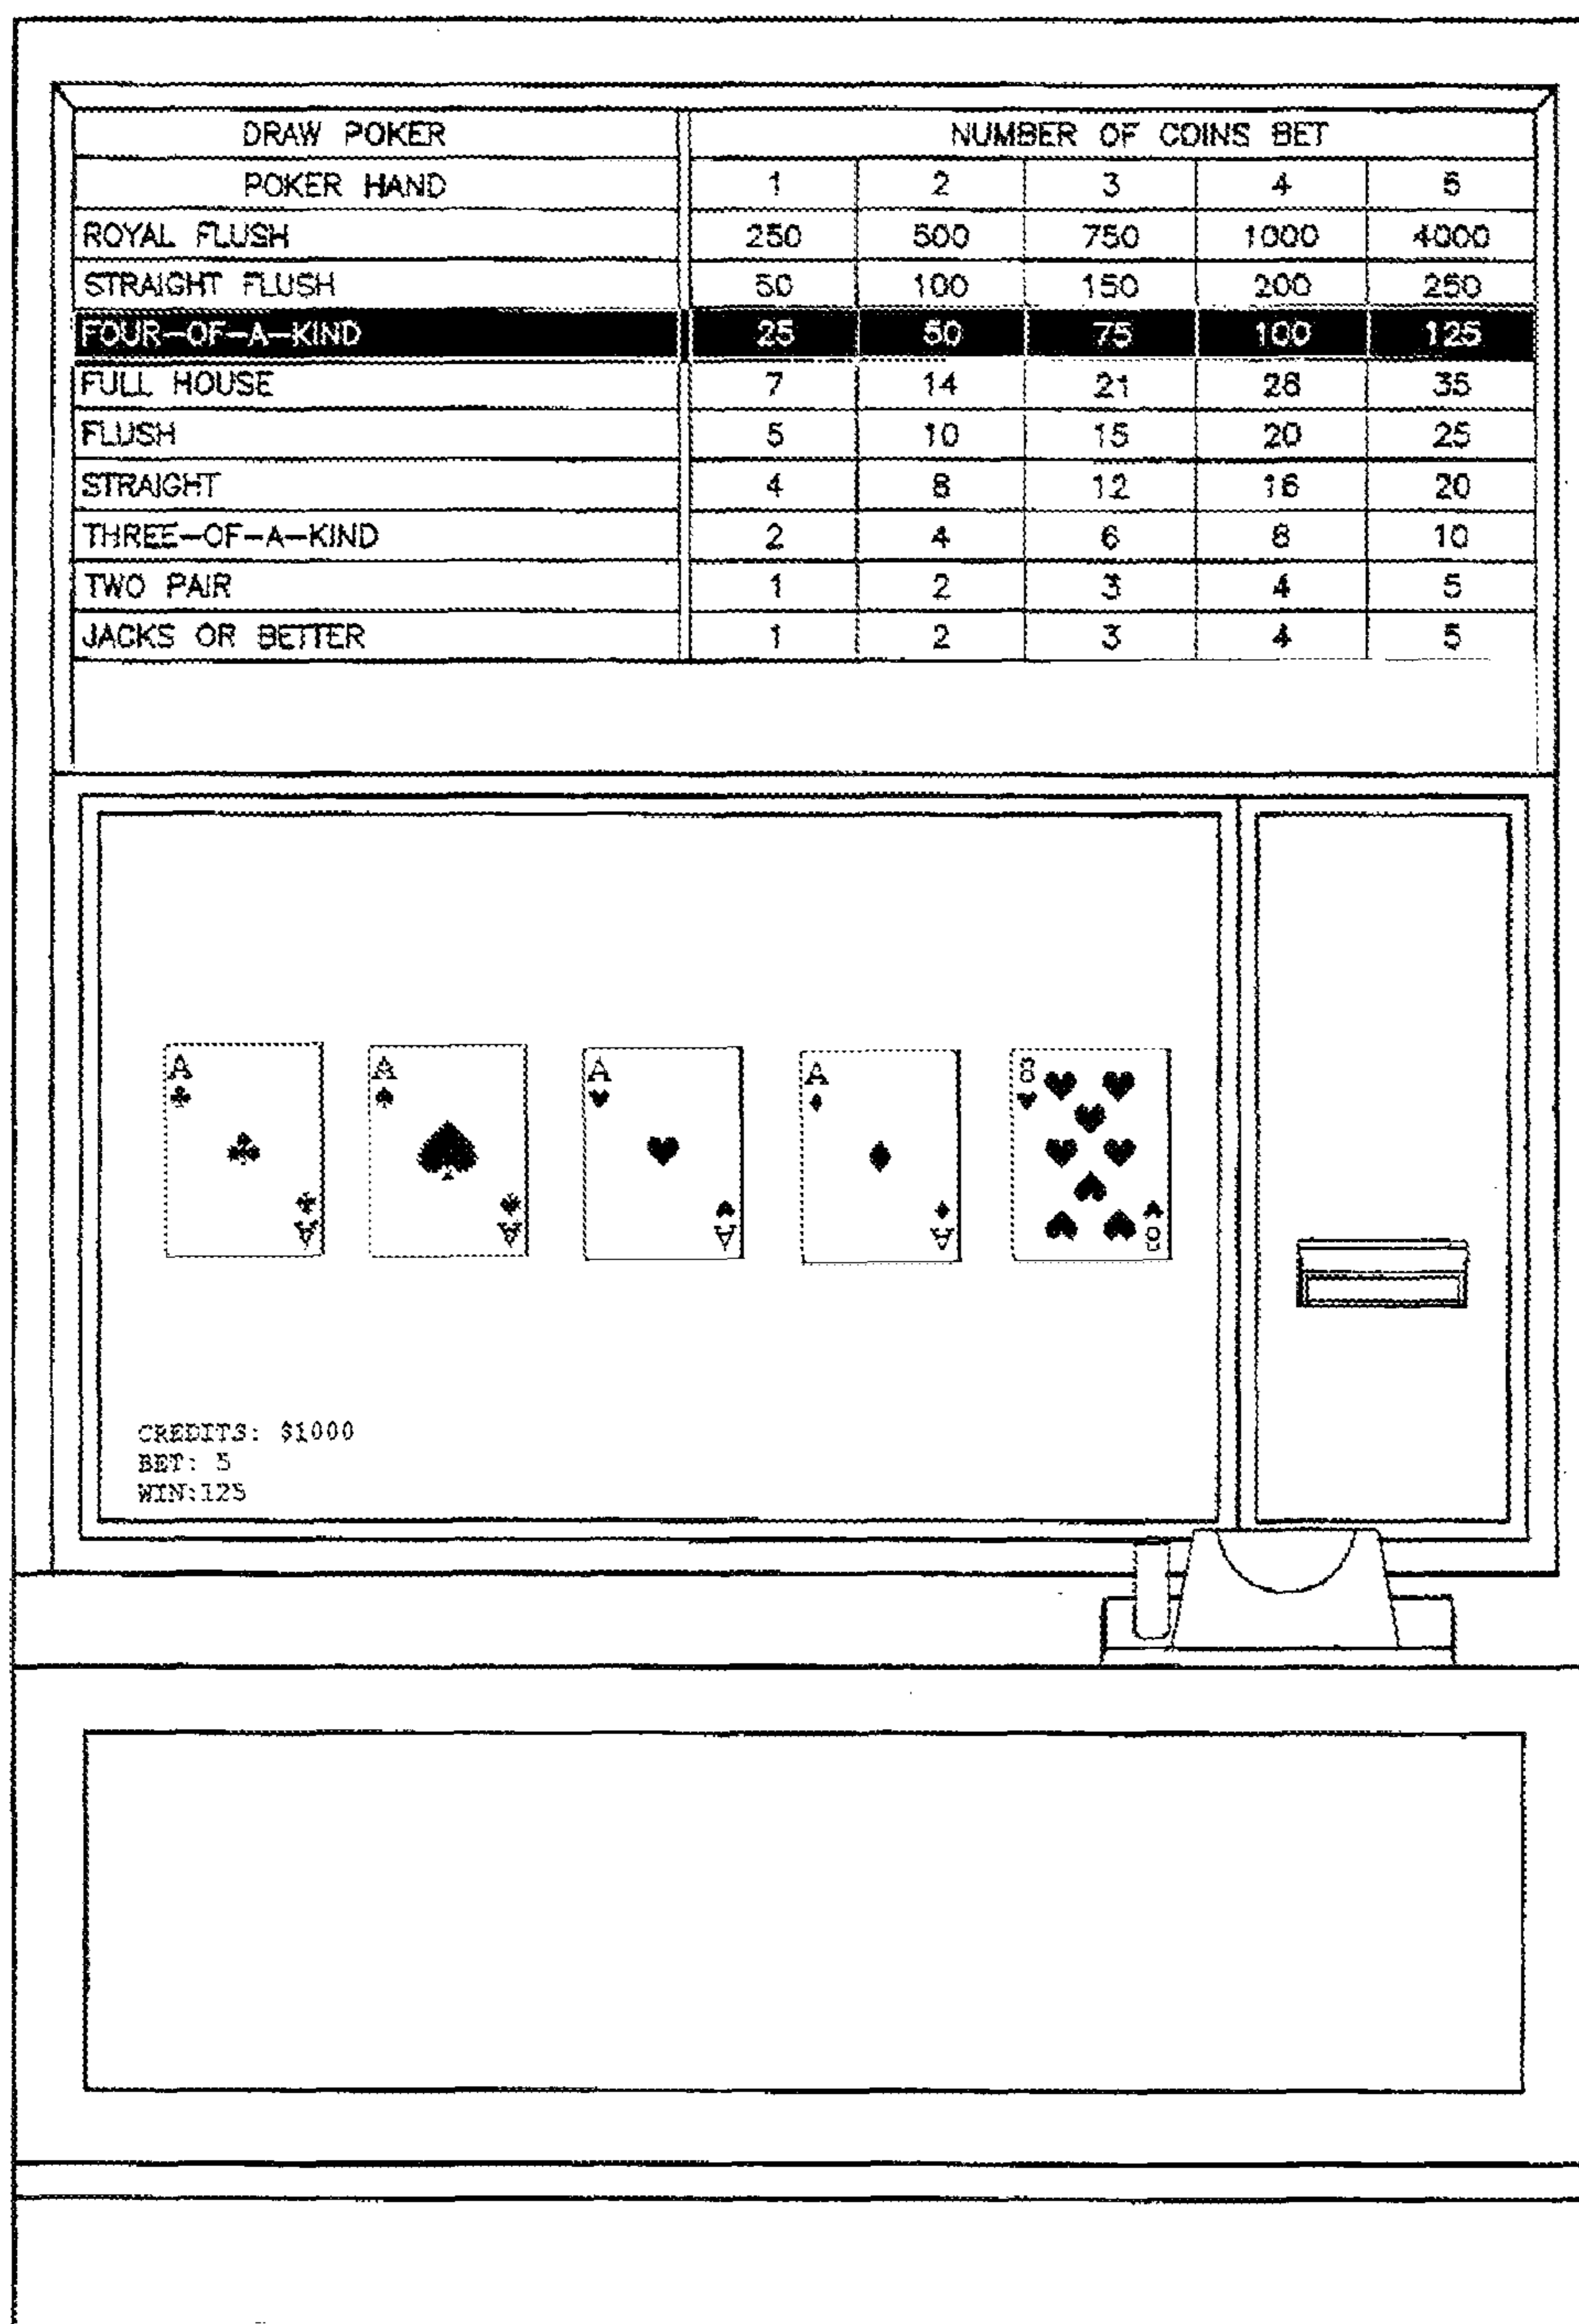 DRAW POKER NUMBER OF COINS BET
POKER HAND 1 2 3 4 5
ROYAL FLUSH 250 500 750 1000 4000
STRAIGHT FLUSH 50 100 150 200 250
FOUR-OF-A-KIND 25 50 75 100 125
FULL HOUSE 7 14 21 28 35
FLUSH 5 10 15 20 25
STRAIGHT 4 8 12 16 20
THREE-OF-A-KIND 2 4 6 8 10
TWO PAIR 1 2 3 4 5
JACKS OR BETTER 1 2 3 4 5
A A A A 8
A A A A 8
CREDITS: $1000
BET: 5
WIN:125